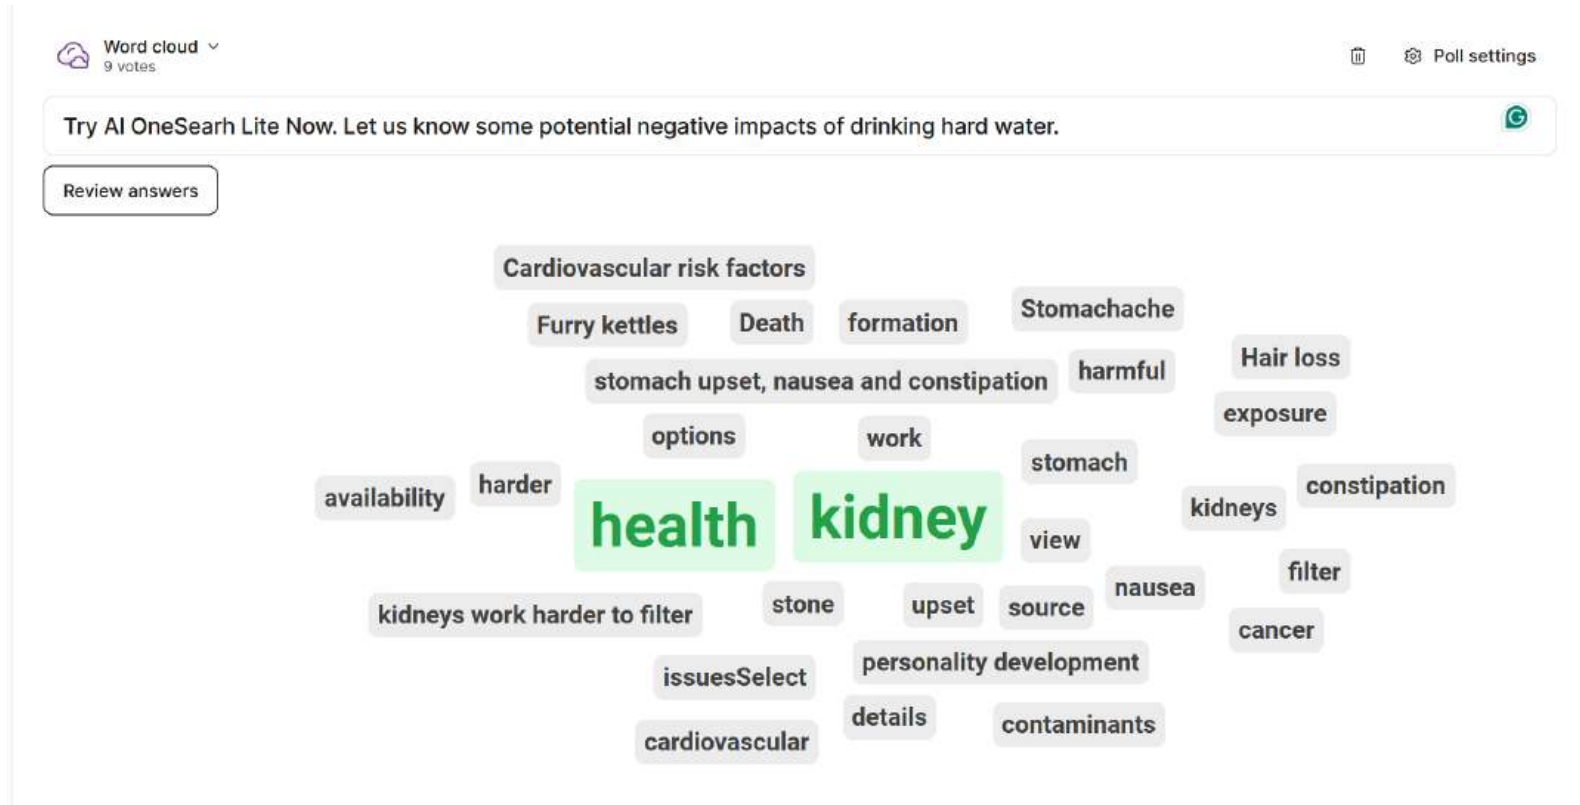 Word cloud
9 votes
Poll settings
Try AI OneSearh Lite Now. Let us know some potential negative impacts of drinking hard water.
Review answers
Cardiovascular risk factors
Furry kettles
Death
formation
Stomachache
stomach upset, nausea and constipation
harmful
Hair loss
exposure
options
work
stomach
availability
harder
health
kidney
view
kidneys
constipation
filter
nausea
kidneys work harder to filter
stone
upset
source
cancer
issuesSelect
personality development
details
contaminants
cardiovascular